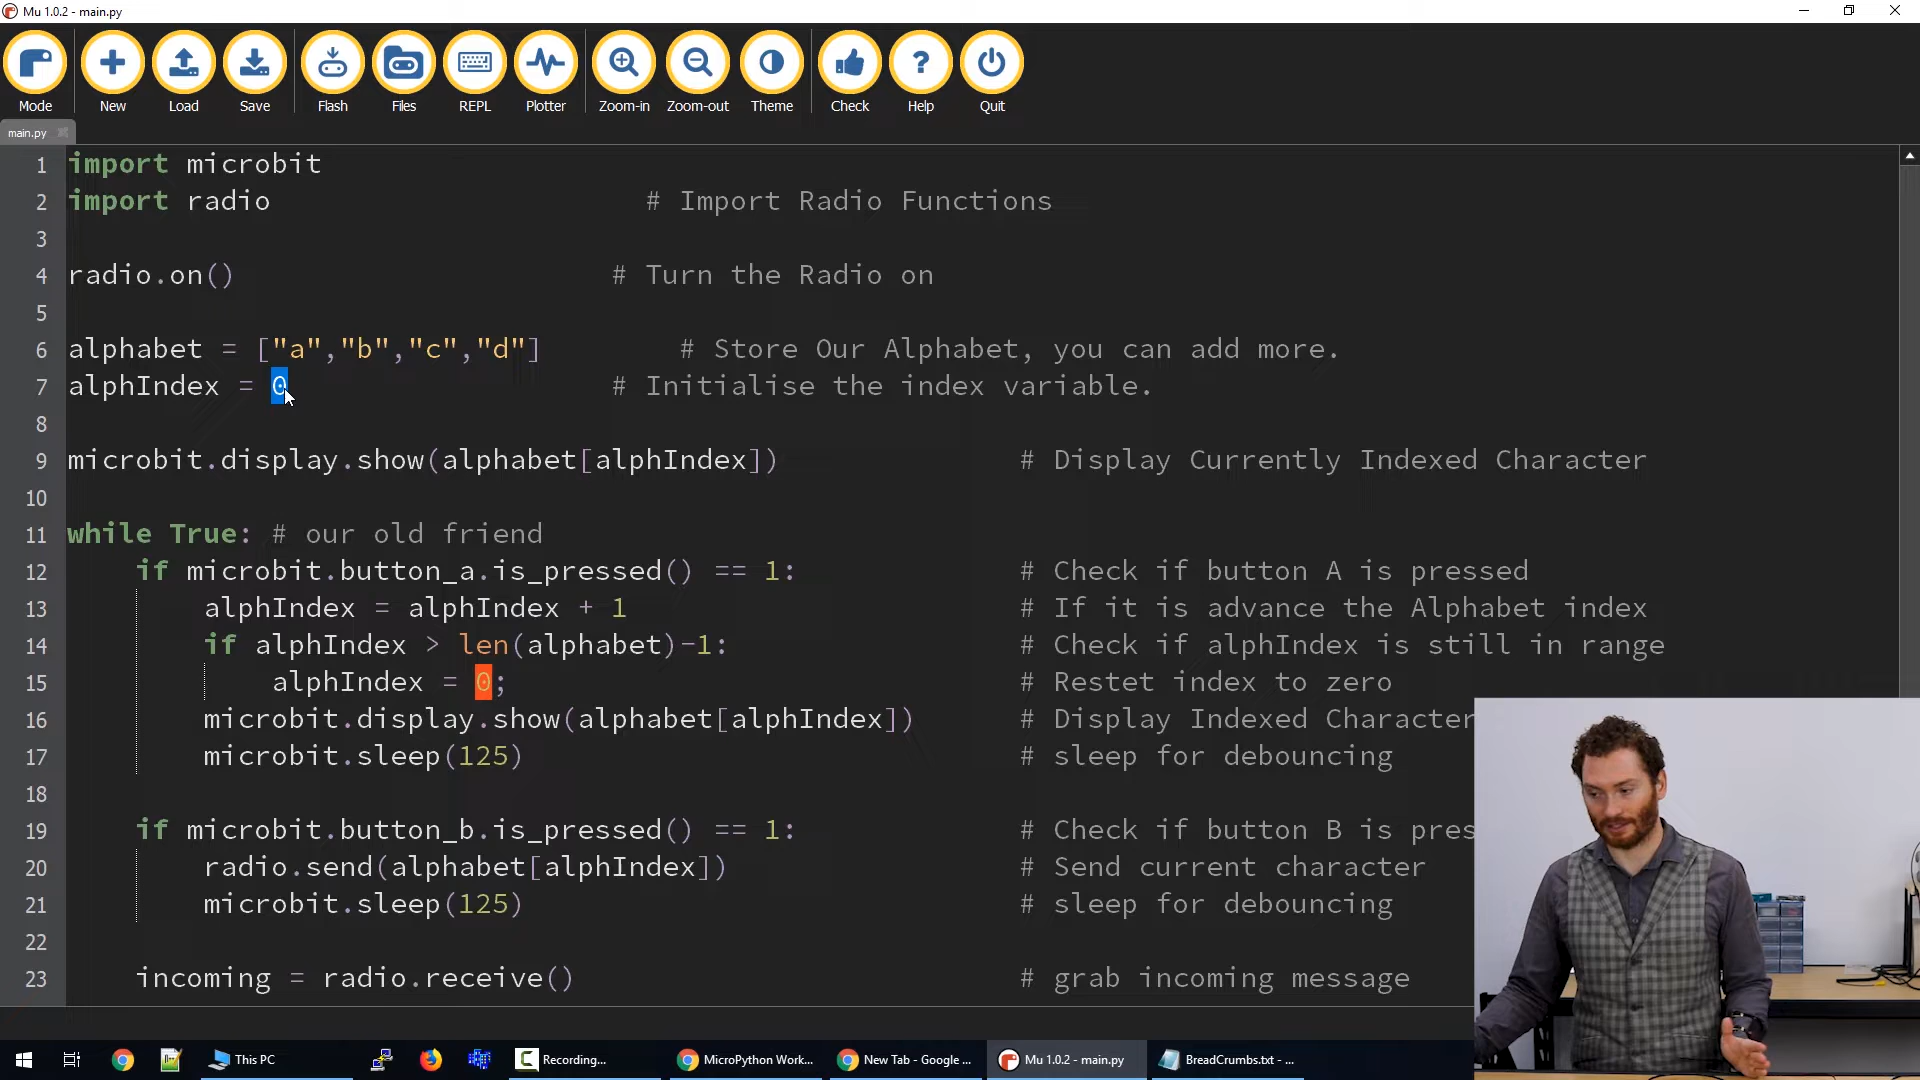 Mu 1.0.2 - main.py
Mode New Load Save Flash Files REPL Plotter Zoom-in Zoom-out Theme Check Help Quit
main.py
1 import microbit
2 import radio # Import Radio Functions
3
4 radio.on() # Turn the Radio on
5
6 alphabet = ["a","b","c","d"] # Store Our Alphabet, you can add more.
7 alphIndex = 0 # Initialise the index variable.
8
9 microbit.display.show(alphabet[alphIndex]) # Display Currently Indexed Character
10
11 while True: # our old friend
12 if microbit.button_a.is_pressed() == 1: # Check if button A is pressed
13 alphIndex = alphIndex + 1 # If it is advance the Alphabet index
14 if alphIndex > len(alphabet)-1: # Check if alphIndex is still in range
15 alphIndex = 0; # Restet index to zero
16 microbit.display.show(alphabet[alphIndex]) # Display Indexed Character
17 microbit.sleep(125) # sleep for debouncing
18
19 if microbit.button_b.is_pressed() == 1: # Check if button B is pres
20 radio.send(alphabet[alphIndex]) # Send current character
21 microbit.sleep(125) # sleep for debouncing
22
23 incoming = radio.receive() # grab incoming message
This PC Recording... MicroPython Work... New Tab - Google ... Mu 1.0.2 - main.py BreadCrumbs.txt - ...